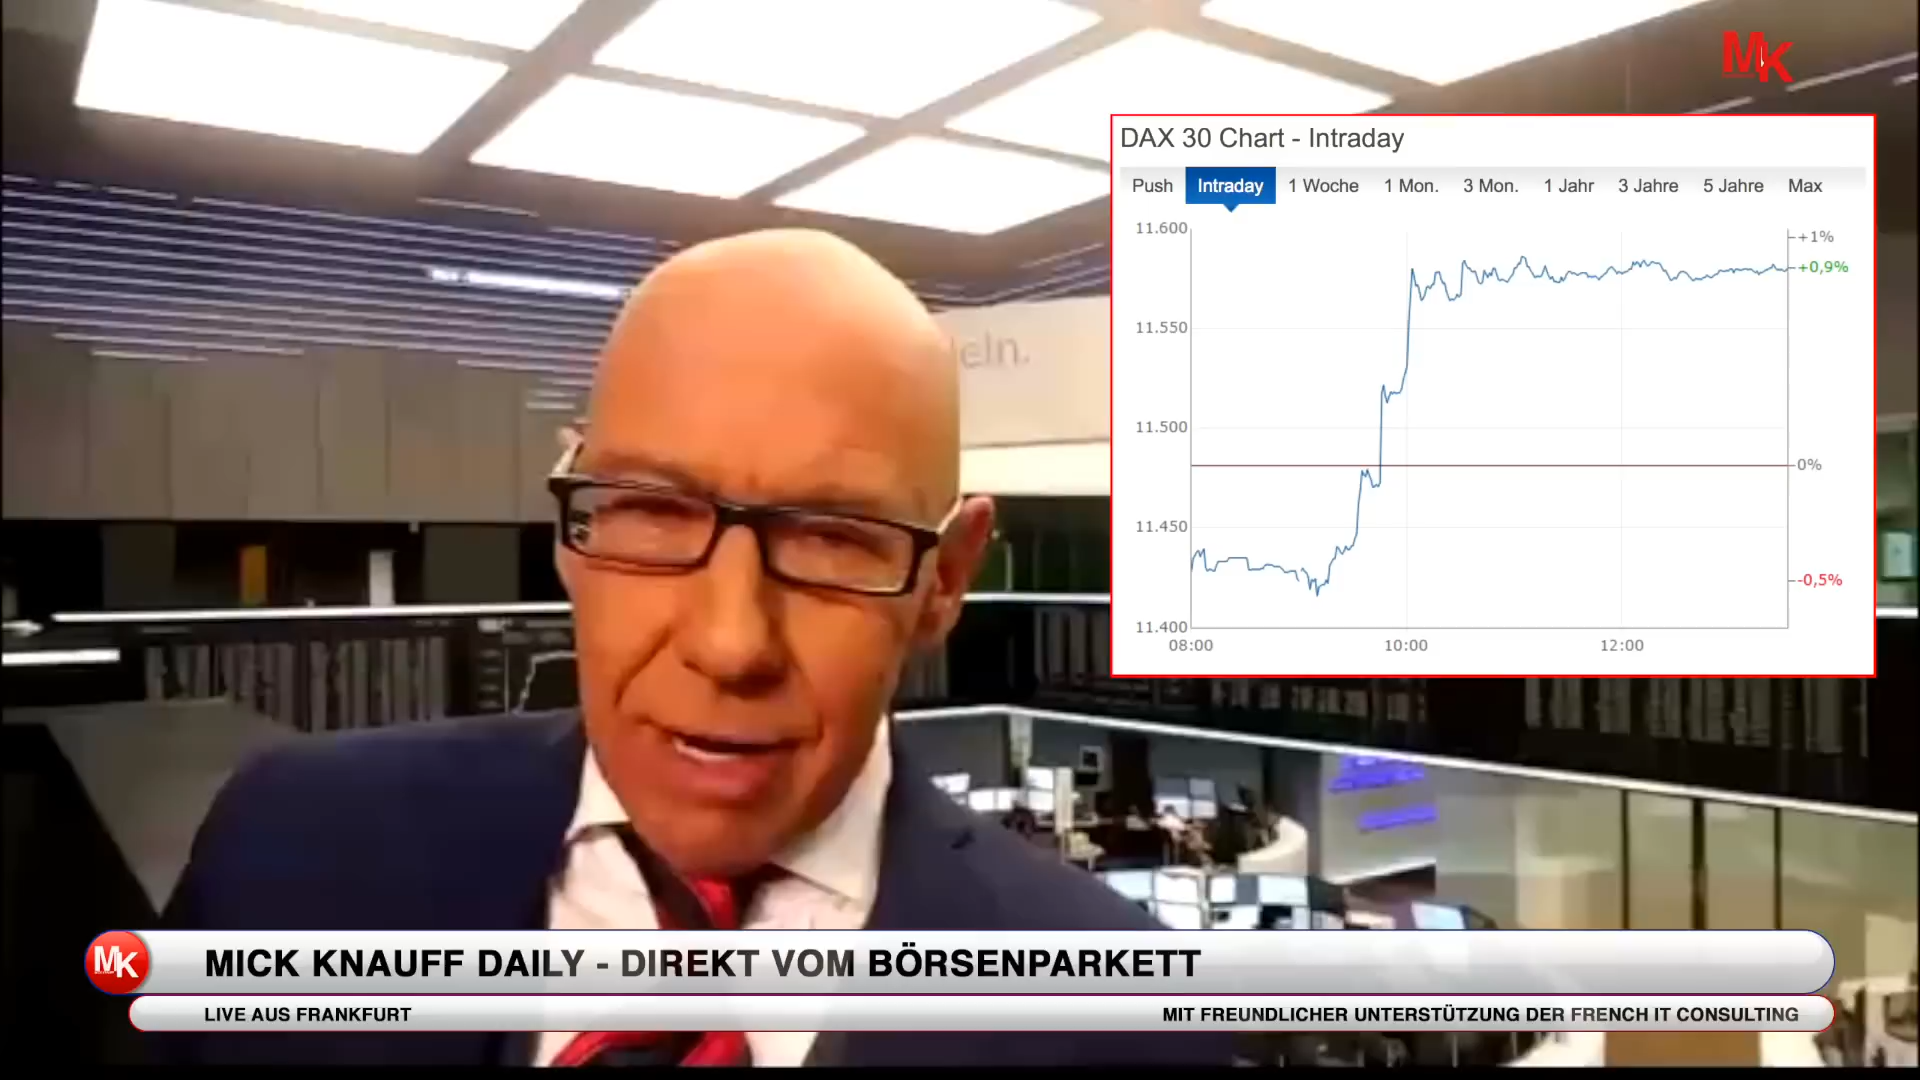 MK
DAX 30 Chart - Intraday
Push Intraday 1 Woche 1 Mon. 3 Mon. 1 Jahr 3 Jahre 5 Jahre Max
11.600
+1%
+0,9%
11.550
11.500
0%
11.450
-0,5%
11.400
08:00 10:00 12:00
eln.
MK
MICK KNAUFF DAILY - DIREKT VOM BÖRSENPARKETT
LIVE AUS FRANKFURT
MIT FREUNDLICHER UNTERSTÜTZUNG DER FRENCH IT CONSULTING